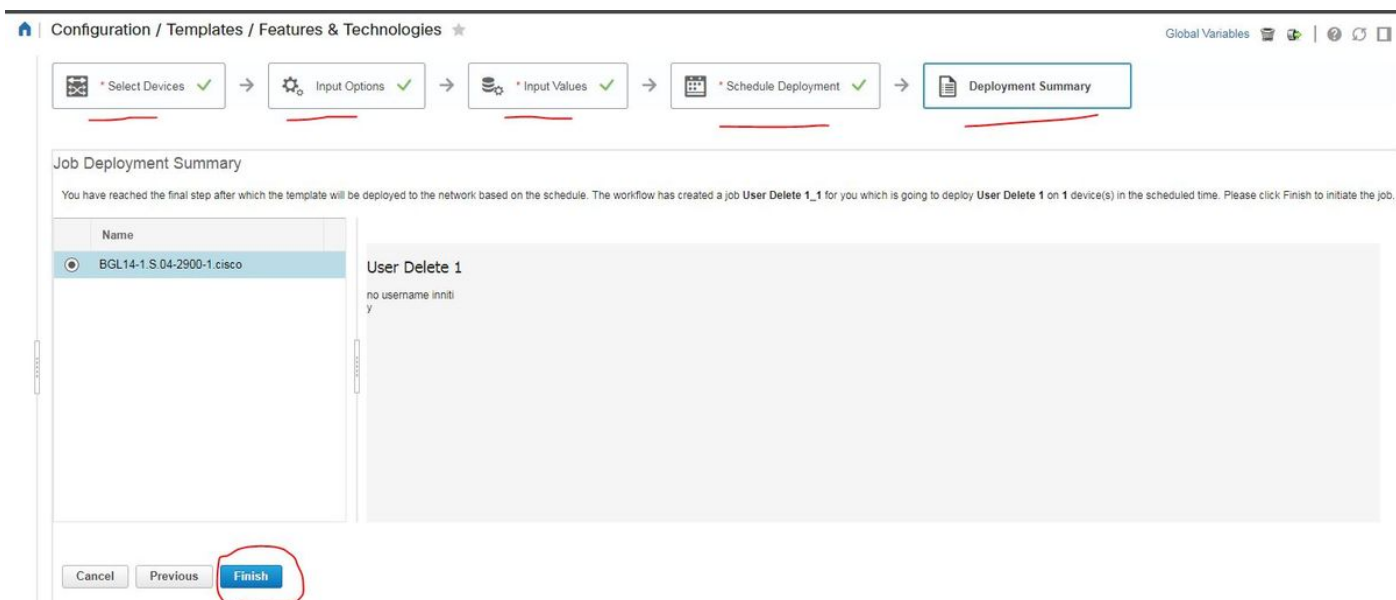 Configuration / Templates / Features & Technologies
Global Variables
* Select Devices
Input Options
* Input Values
* Schedule Deployment
Deployment Summary
Job Deployment Summary
You have reached the final step after which the template will be deployed to the network based on the schedule. The workflow has created a job User Delete 1_1 for you which is going to deploy User Delete 1 on 1 device(s) in the scheduled time. Please click Finish to initiate the job.
Name
BGL14-1.S.04-2900-1.cisco
User Delete 1
no username inniti
y
Cancel
Previous
Finish